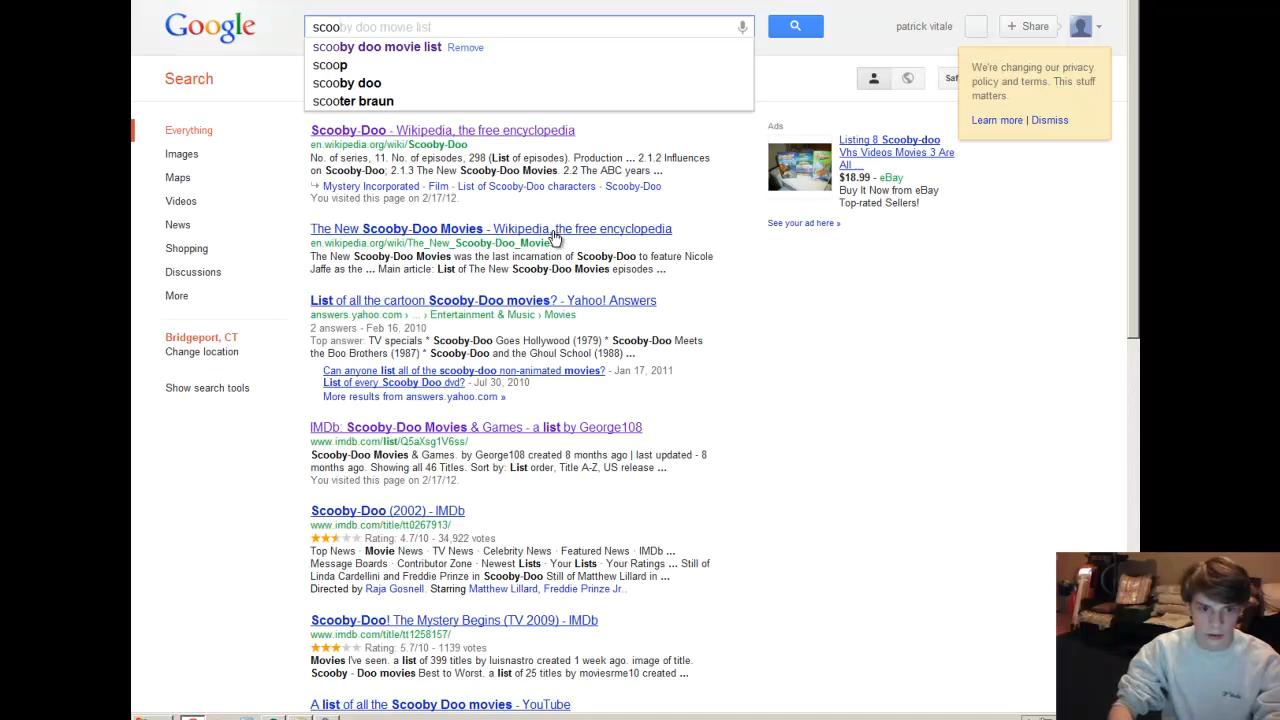 Google
scooby doo movie list
patrick vitale
+ Share
scooby doo movie list Remove
scoop
scooby doo
scooter braun
Search
Saf
We're changing our privacy
policy and terms. This stuff
matters.
Learn more | Dismiss
Everything
Images
Maps
Videos
News
Shopping
Discussions
More
Bridgeport, CT
Change location
Show search tools
Scooby-Doo - Wikipedia, the free encyclopedia
en.wikipedia.org/wiki/Scooby-Doo
No. of series, 11. No. of episodes, 298 (List of episodes). Production ... 2.1.2 Influences
on Scooby-Doo; 2.1.3 The New Scooby-Doo Movies. 2.2 The ABC years ...
Mystery Incorporated - Film - List of Scooby-Doo characters - Scooby-Doo
You visited this page on 2/17/12.
The New Scooby-Doo Movies - Wikipedia, the free encyclopedia
en.wikipedia.org/wiki/The_New_Scooby-Doo_Movies
The New Scooby-Doo Movies was the last incarnation of Scooby-Doo to feature Nicole
Jaffe as the ... Main article: List of The New Scooby-Doo Movies episodes ...
List of all the cartoon Scooby-Doo movies? - Yahoo! Answers
answers.yahoo.com › ... › Entertainment & Music › Movies
2 answers - Feb 16, 2010
Top answer: TV specials * Scooby-Doo Goes Hollywood (1979) * Scooby-Doo Meets
the Boo Brothers (1987) * Scooby-Doo and the Ghoul School (1988) ...
Can anyone list all of the scooby-doo non-animated movies? - Jan 17, 2011
List of every Scooby Doo dvd? - Jul 30, 2010
More results from answers.yahoo.com »
IMDb: Scooby-Doo Movies & Games - a list by George108
www.imdb.com/list/Q5aXsg1V6ss/
Scooby-Doo Movies & Games. by George108 created 8 months ago | last updated - 8
months ago. Showing all 46 Titles. Sort by: List order, Title A-Z, US release ...
You visited this page on 2/17/12.
Scooby-Doo (2002) - IMDb
www.imdb.com/title/tt0267913/
Rating: 4.7/10 - 34,922 votes
Top News · Movie News · TV News · Celebrity News · Featured News · IMDb ...
Message Boards · Contributor Zone · Newest Lists · Your Lists · Your Ratings ... Still of
Linda Cardellini and Freddie Prinze in Scooby-Doo Still of Matthew Lillard in ...
Directed by Raja Gosnell. Starring Matthew Lillard, Freddie Prinze Jr..
Scooby-Doo! The Mystery Begins (TV 2009) - IMDb
www.imdb.com/title/tt1258157/
Rating: 5.7/10 - 1139 votes
Movies I've seen. a list of 399 titles by luisnastro created 1 week ago. image of title.
Scooby - Doo movies Best to Worst. a list of 25 titles by moviesrme10 created ...
A list of all the Scooby Doo movies - YouTube
Ads
Listing 8 Scooby-doo
Vhs Videos Movies 3 Are
All ...
$18.99 - eBay
Buy It Now from eBay
Top-rated Sellers!
See your ad here »